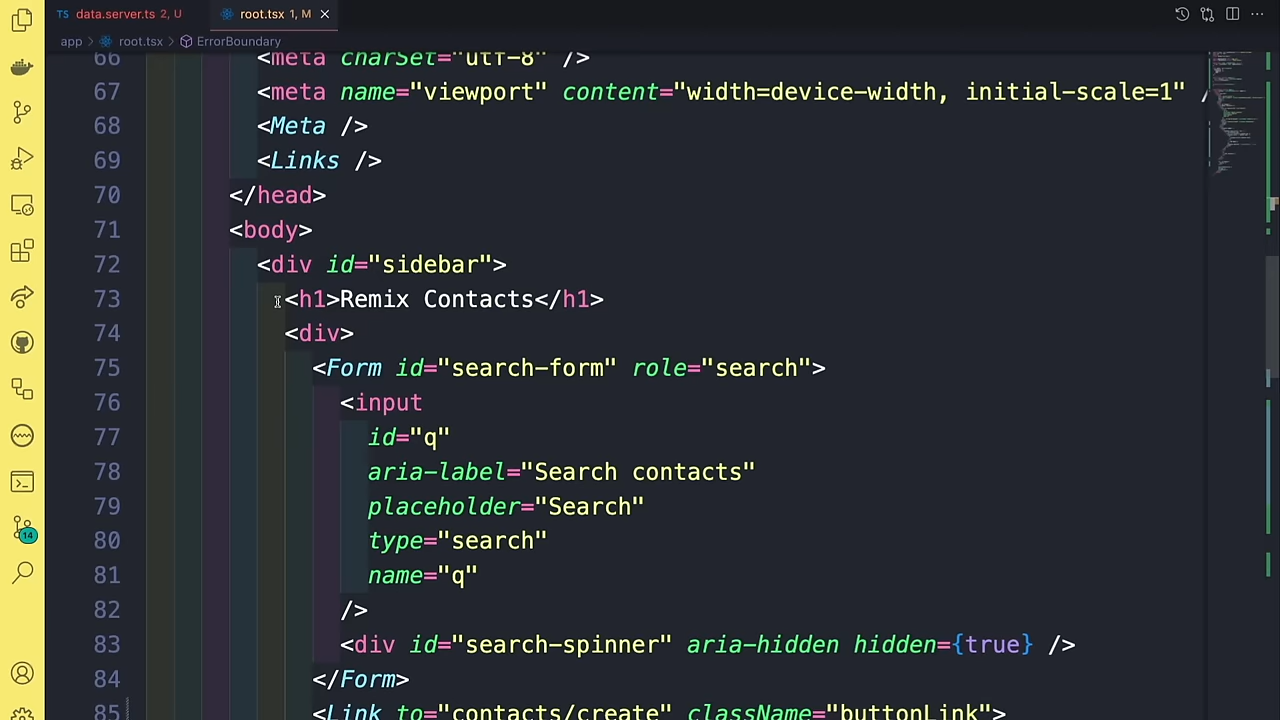 data.server.ts 2, U
root.tsx 1, M
app > root.tsx > ErrorBoundary
66 <meta charSet="utf-8" />
67 <meta name="viewport" content="width=device-width, initial-scale=1" /
68 <Meta />
69 <Links />
70 </head>
71 <body>
72 <div id="sidebar">
73 <h1>Remix Contacts</h1>
74 <div>
75 <Form id="search-form" role="search">
76 <input
77 id="q"
78 aria-label="Search contacts"
79 placeholder="Search"
80 type="search"
81 name="q"
82 />
83 <div id="search-spinner" aria-hidden hidden={true} />
84 </Form>
85 <Link to="contacts/create" className="buttonLink">
TS
14